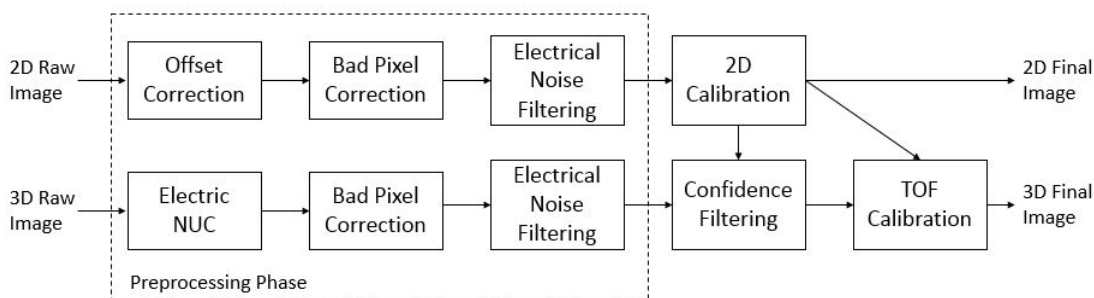 2D Raw
Image
Offset
Correction
Bad Pixel
Correction
Electrical
Noise
Filtering
2D
Calibration
2D Final
Image
3D Raw
Image
Electric
NUC
Bad Pixel
Correction
Electrical
Noise
Filtering
Confidence
Filtering
TOF
Calibration
3D Final
Image
Preprocessing Phase